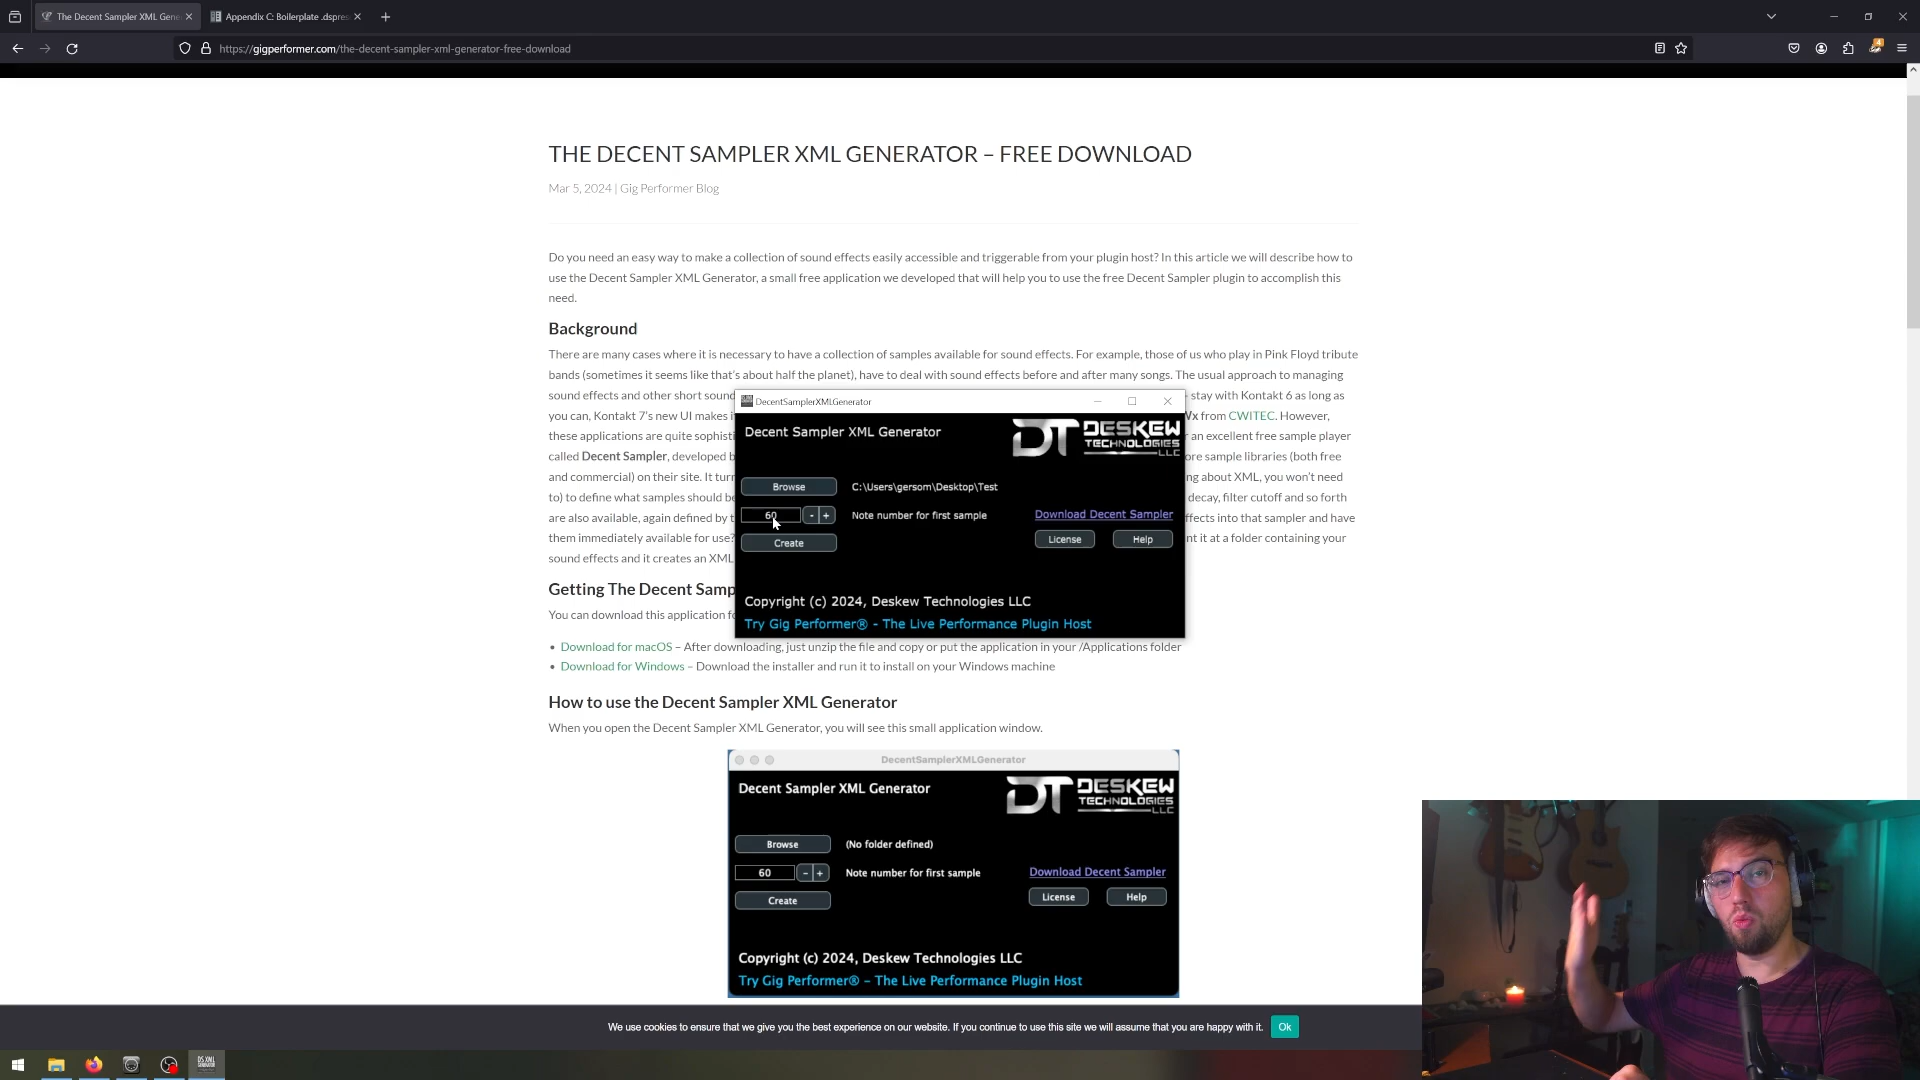 The Decent Sampler XML Gene
Appendix C: Boilerplate .dspres
https://gigperformer.com/the-decent-sampler-xml-generator-free-download
THE DECENT SAMPLER XML GENERATOR – FREE DOWNLOAD
Mar 5, 2024 | Gig Performer Blog
Do you need an easy way to make a collection of sound effects easily accessible and triggerable from your plugin host? In this article we will describe how to
use the Decent Sampler XML Generator, a small free application we developed that will help you to use the free Decent Sampler plugin to accomplish this
need.
Background
There are many cases where it is necessary to have a collection of samples available for sound effects. For example, those of us who play in Pink Floyd tribute
bands (sometimes it seems like that's about half the planet), have to deal with sound effects before and after many songs. The usual approach to managing
sound effects and other short soun
- stay with Kontakt 6 as long as
you can, Kontakt 7's new UI makes i
Wx from CWITEC. However,
these applications are quite sophisti
r an excellent free sample player
called Decent Sampler, developed b
ore sample libraries (both free
and commercial) on their site. It turn
ng about XML, you won't need
to) to define what samples should be
decay, filter cutoff and so forth
are also available, again defined by t
ffects into that sampler and have
them immediately available for use?
nt it at a folder containing your
sound effects and it creates an XML
DecentSamplerXMLGenerator
Decent Sampler XML Generator
DT DESKEW
TECHNOLOGIES
LLC
Browse
C:\Users\gersom\Desktop\Test
60
- +
Note number for first sample
Download Decent Sampler
Create
License
Help
Copyright (c) 2024, Deskew Technologies LLC
Try Gig Performer® - The Live Performance Plugin Host
Getting The Decent Samp
You can download this application fo
• Download for macOS – After downloading, just unzip the file and copy or put the application in your /Applications folder
• Download for Windows – Download the installer and run it to install on your Windows machine
How to use the Decent Sampler XML Generator
When you open the Decent Sampler XML Generator, you will see this small application window.
DecentSamplerXMLGenerator
Decent Sampler XML Generator
DT DESKEW
TECHNOLOGIES
LLC
Browse
(No folder defined)
60
- +
Note number for first sample
Download Decent Sampler
Create
License
Help
Copyright (c) 2024, Deskew Technologies LLC
Try Gig Performer® - The Live Performance Plugin Host
We use cookies to ensure that we give you the best experience on our website. If you continue to use this site we will assume that you are happy with it.
Ok
DS XML